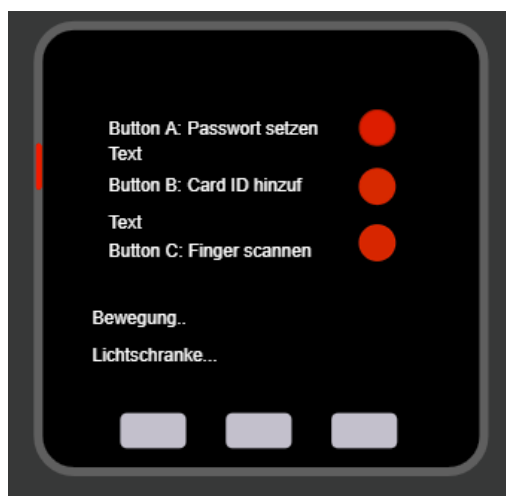 Button A: Passwort setzen
Text
Button B: Card ID hinzuf
Text
Button C: Finger scannen
Bewegung..
Lichtschranke...